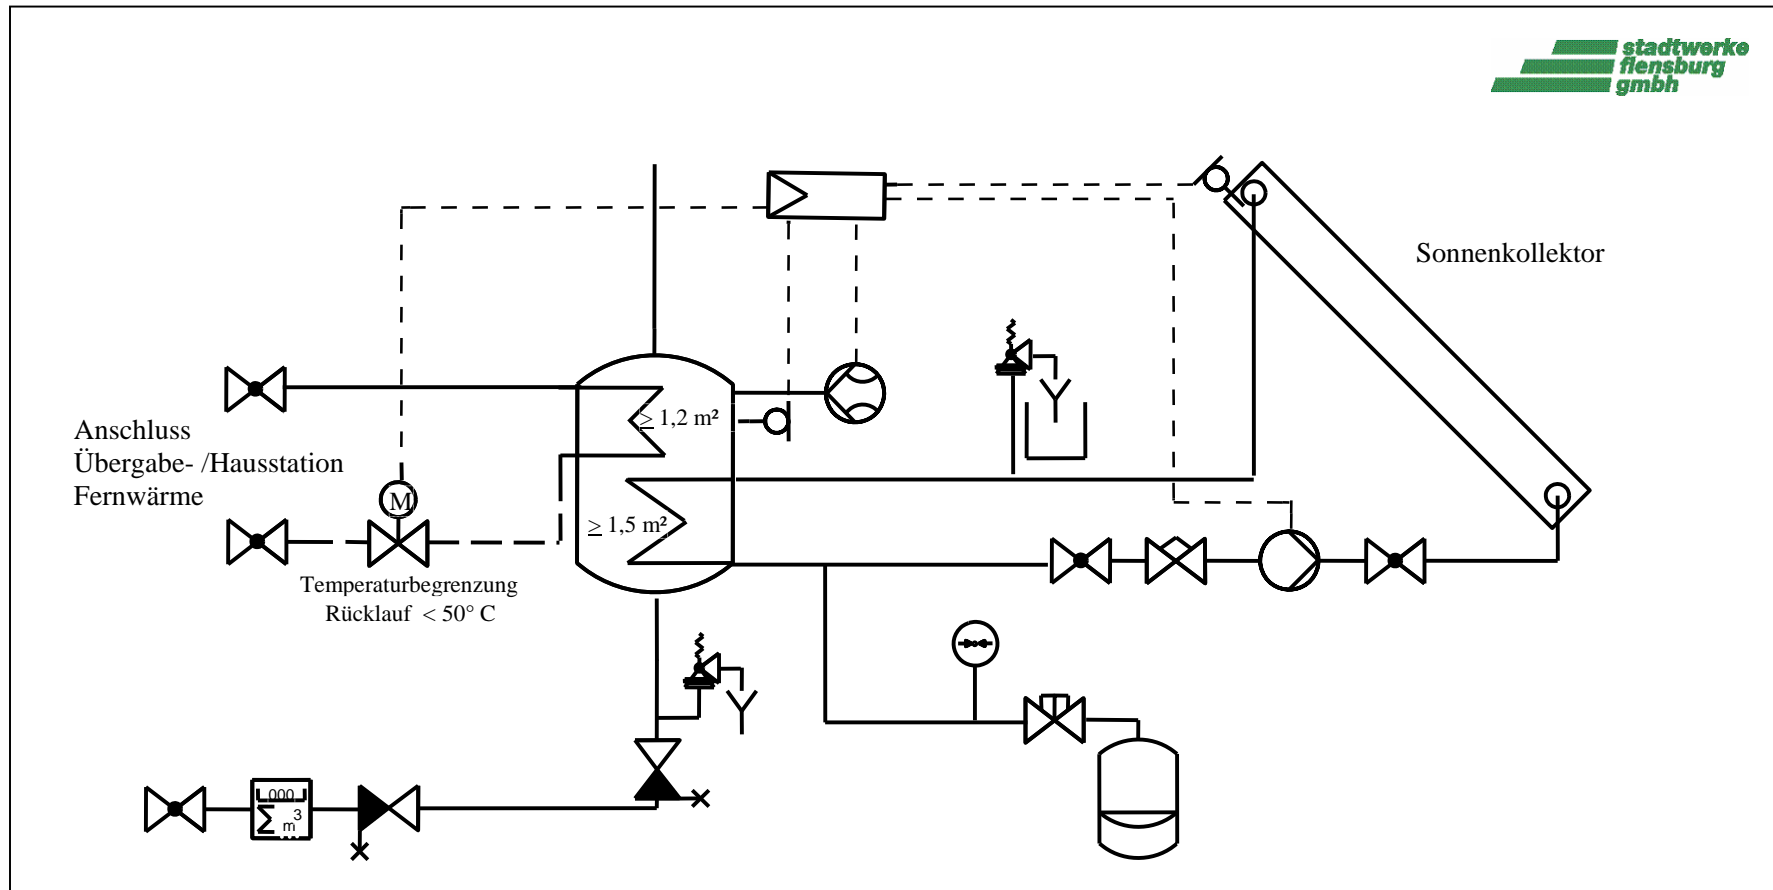 stadtwerke
flensburg
gmbh
Sonnenkollektor
≥ 1,2 m²
Anschluss
Übergabe- /Hausstation
Fernwärme
M
≥ 1,5 m²
Temperaturbegrenzung
Rücklauf < 50° C
000
Σ m³